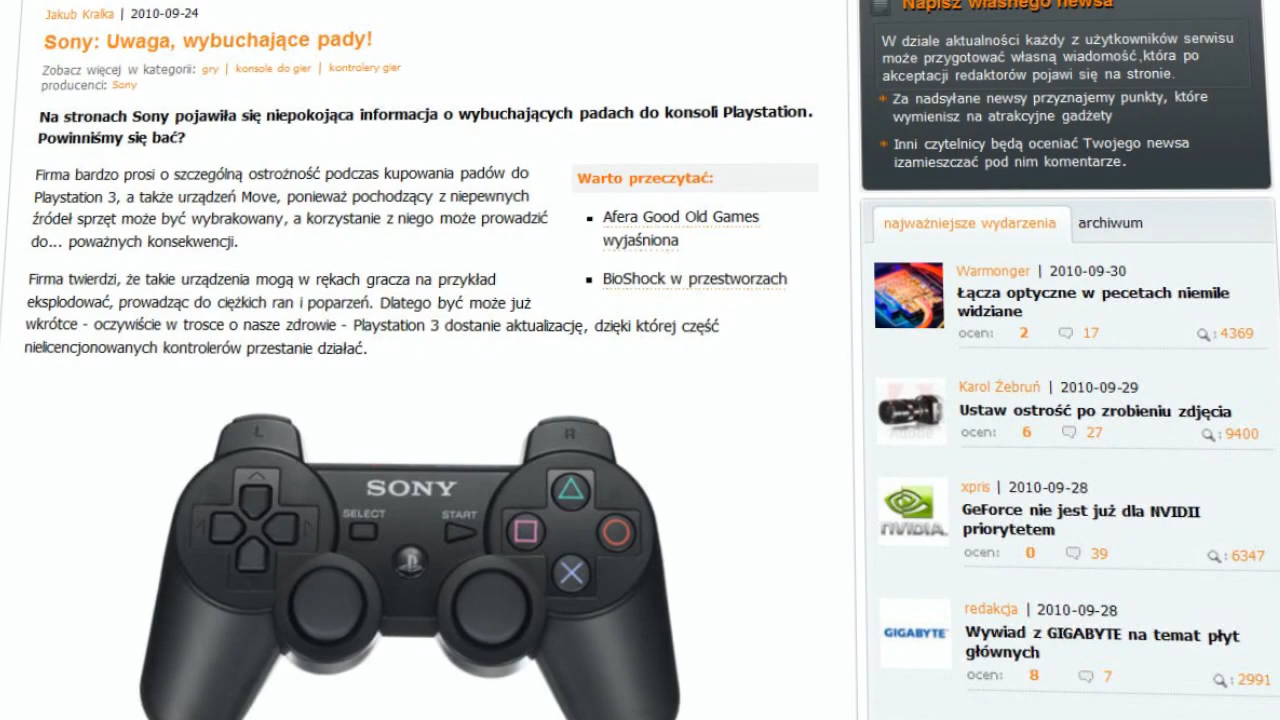 Jakub Kralka | 2010-09-24
Sony: Uwaga, wybuchające pady!
Zobacz więcej w kategorii: gry | konsole do gier | kontrolery gier
producenci: Sony
Na stronach Sony pojawiła się niepokojąca informacja o wybuchających padach do konsoli Playstation.
Powinniśmy się bać?
Firma bardzo prosi o szczególną ostrożność podczas kupowania padów do
Playstation 3, a także urządzeń Move, ponieważ pochodzący z niepewnych
źródeł sprzęt może być wybrakowany, a korzystanie z niego może prowadzić
do... poważnych konsekwencji.
Warto przeczytać:
Afera Good Old Games
wyjaśniona
BioShock w przestworzach
Firma twierdzi, że takie urządzenia mogą w rękach gracza na przykład
eksplodować, prowadząc do ciężkich ran i poparzeń. Dlatego być może już
wkrótce - oczywiście w trosce o nasze zdrowie - Playstation 3 dostanie aktualizację, dzięki której część
nielicencjonowanych kontrolerów przestanie działać.
L
R
SONY
SELECT
START
Napisz własnego newsa
W dziale aktualności każdy z użytkowników serwisu
może przygotować własną wiadomość,która po
akceptacji redaktorów pojawi się na stronie.
Za nadsyłane newsy przyznajemy punkty, które
wymienisz na atrakcyjne gadżety
Inni czytelnicy będą oceniać Twojego newsa
izamieszczać pod nim komentarze.
najważniejsze wydarzenia
archiwum
Warmonger | 2010-09-30
Łącza optyczne w pecetach niemile
widziane
ocen: 2 17 : 4369
Karol Żebruń | 2010-09-29
Ustaw ostrość po zrobieniu zdjęcia
ocen: 6 27 : 9400
NVIDIA.
xpris | 2010-09-28
GeForce nie jest już dla NVIDII
priorytetem
ocen: 0 39 : 6347
GIGABYTE
redakcja | 2010-09-28
Wywiad z GIGABYTE na temat płyt
głównych
ocen: 8 7 : 2991